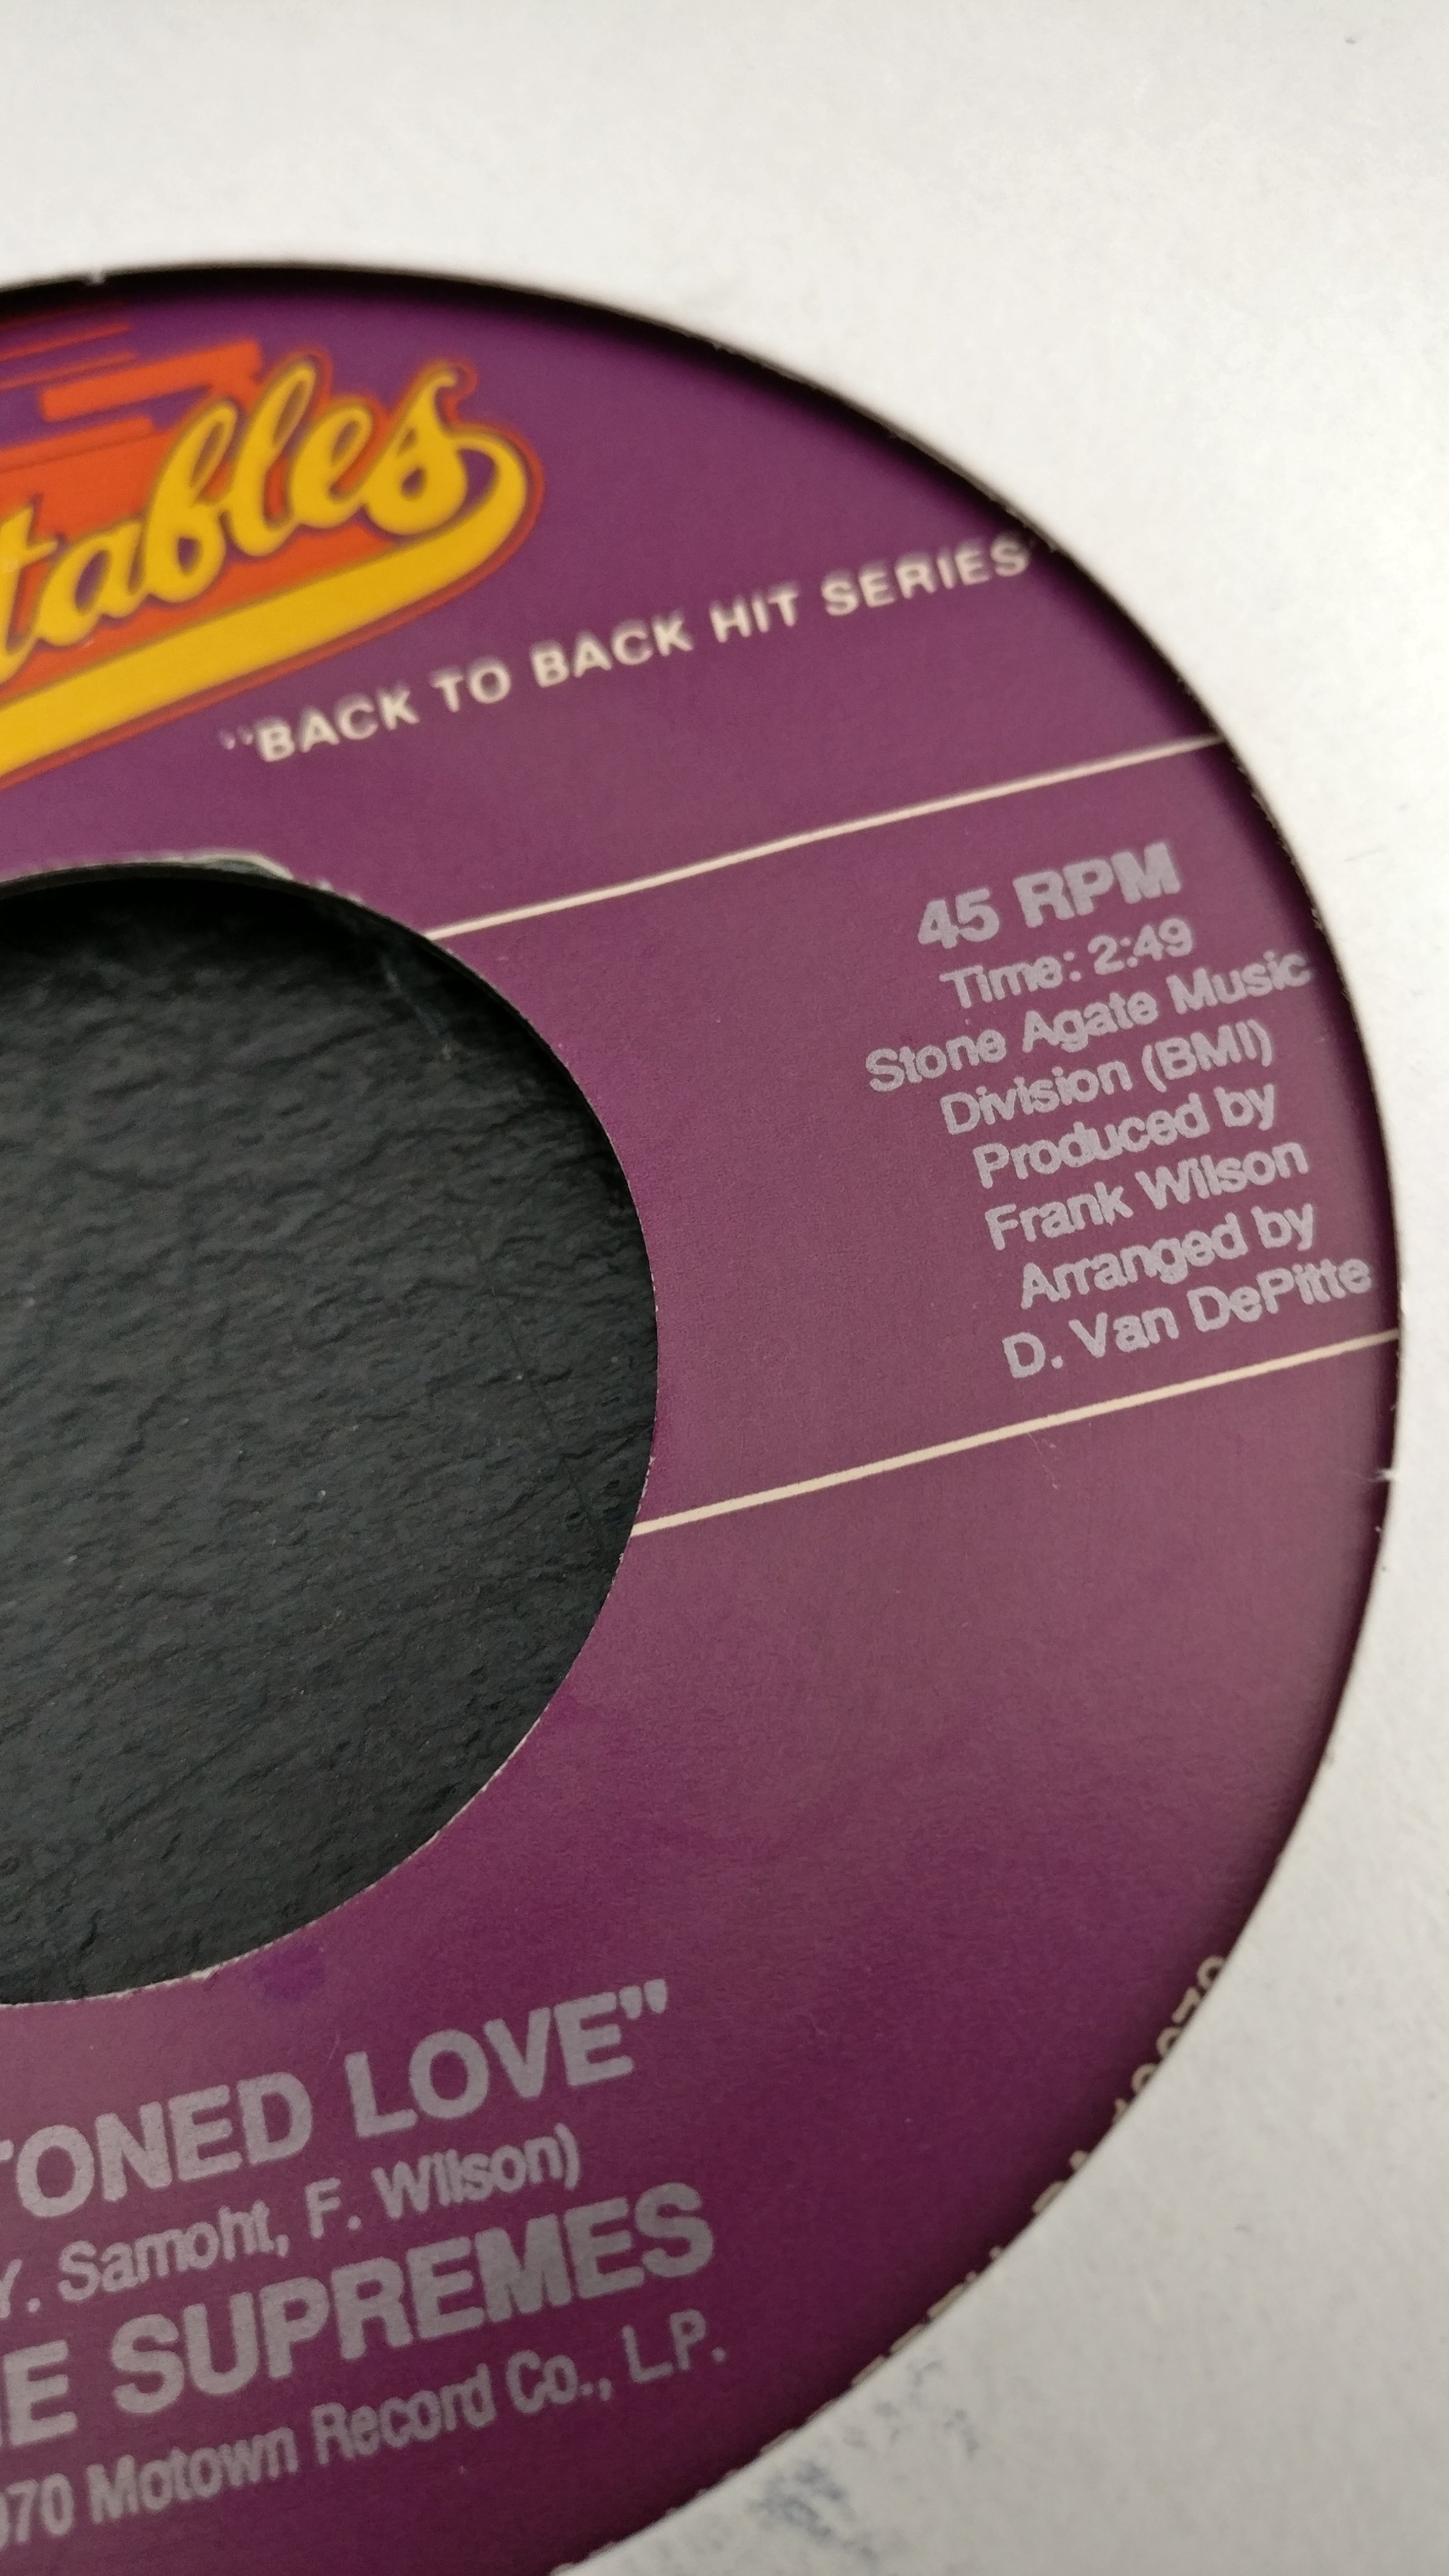 tables
"BACK TO BACK HIT SERIES"
45 RPM
Time: 2:49
Stone Agate Music
Division (BMI)
Produced by
Frank Wilson
Arranged by
D. Van DePitte
TONED LOVE"
Y. Samoht, F. Wilson)
E SUPREMES
970 Motown Record Co., L.P.